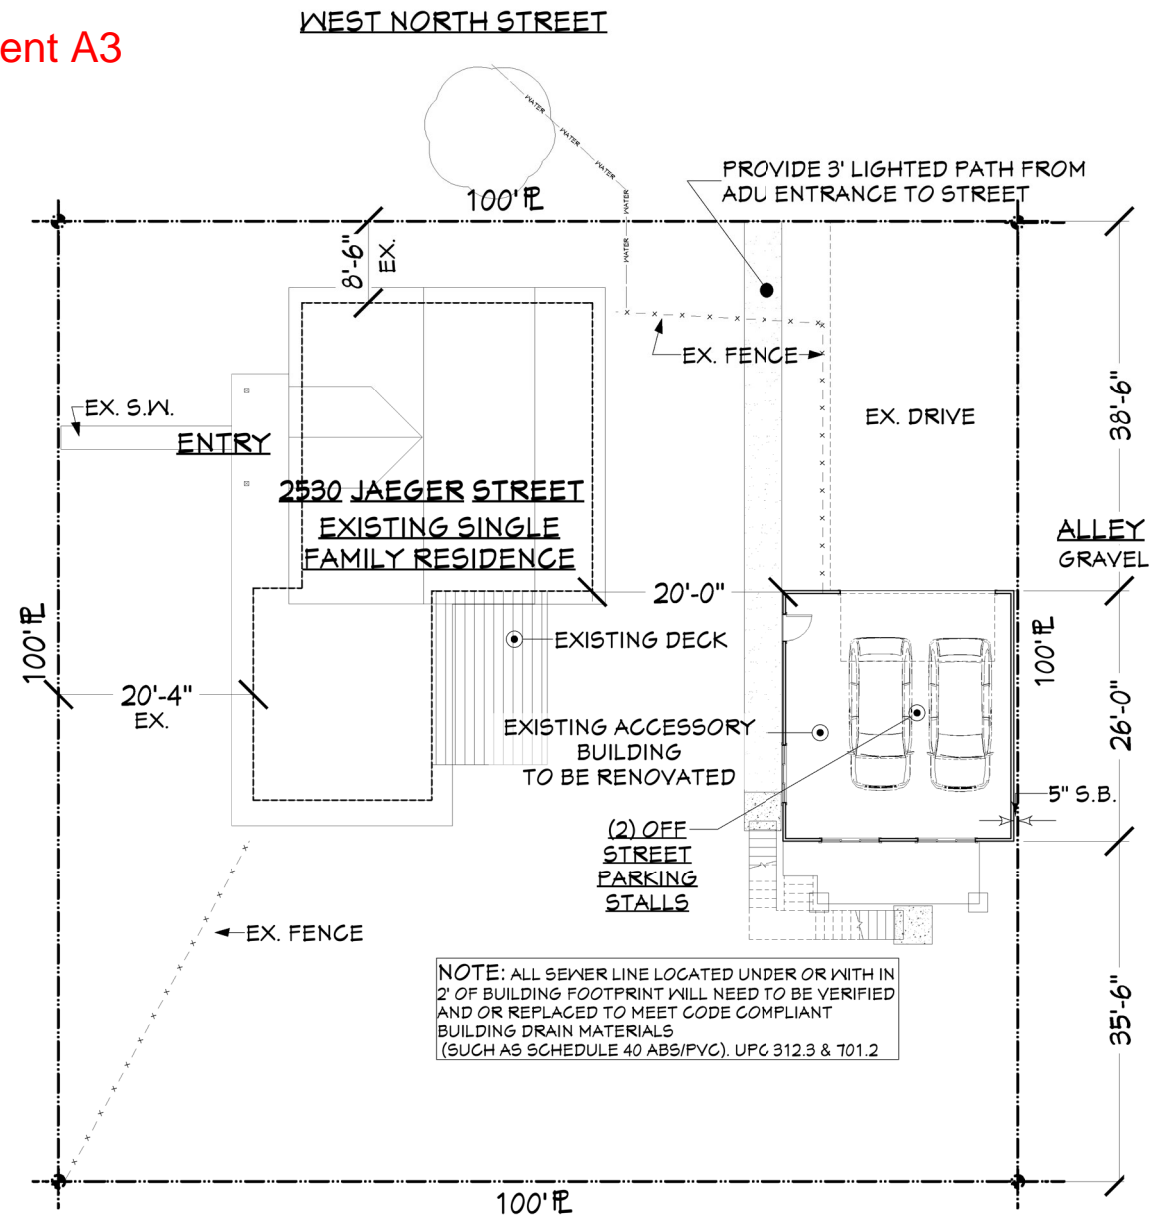 WEST NORTH STREET
ent A3
WATER
WATER
WATER
WATER
WATER
PROVIDE 3' LIGHTED PATH FROM
ADU ENTRANCE TO STREET
100' PL
8'-6"
EX.
EX. FENCE
38'-6"
EX. S.W.
ENTRY
EX. DRIVE
2530 JAEGER STREET
EXISTING SINGLE
FAMILY RESIDENCE
ALLEY
GRAVEL
20'-0"
100' PL
EXISTING DECK
100' PL
20'-4"
EX.
26'-0"
EXISTING ACCESSORY
BUILDING
TO BE RENOVATED
5" S.B.
(2) OFF
STREET
PARKING
STALLS
EX. FENCE
NOTE: ALL SEWER LINE LOCATED UNDER OR WITH IN
2' OF BUILDING FOOTPRINT WILL NEED TO BE VERIFIED
AND OR REPLACED TO MEET CODE COMPLIANT
BUILDING DRAIN MATERIALS
(SUCH AS SCHEDULE 40 ABS/PVC). UPC 312.3 & 701.2
35'-6"
100' PL